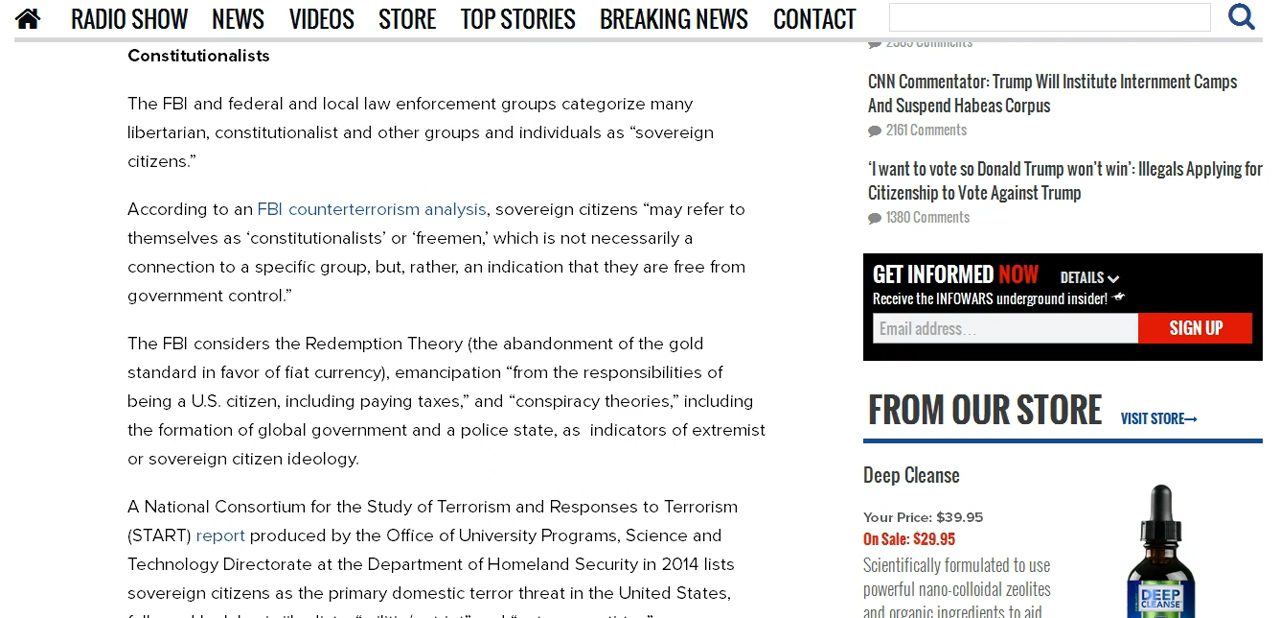 RADIO SHOW NEWS VIDEOS STORE TOP STORIES BREAKING NEWS CONTACT
Constitutionalists
The FBI and federal and local law enforcement groups categorize many
libertarian, constitutionalist and other groups and individuals as “sovereign
citizens.”
According to an FBI counterterrorism analysis, sovereign citizens “may refer to
themselves as ‘constitutionalists’ or ‘freemen,’ which is not necessarily a
connection to a specific group, but, rather, an indication that they are free from
government control.”
The FBI considers the Redemption Theory (the abandonment of the gold
standard in favor of fiat currency), emancipation “from the responsibilities of
being a U.S. citizen, including paying taxes,” and “conspiracy theories,” including
the formation of global government and a police state, as indicators of extremist
or sovereign citizen ideology.
A National Consortium for the Study of Terrorism and Responses to Terrorism
(START) report produced by the Office of University Programs, Science and
Technology Directorate at the Department of Homeland Security in 2014 lists
sovereign citizens as the primary domestic terror threat in the United States,
Comments
CNN Commentator: Trump Will Institute Internment Camps
And Suspend Habeas Corpus
2161 Comments
‘I want to vote so Donald Trump won’t win’: Illegals Applying for
Citizenship to Vote Against Trump
1380 Comments
GET INFORMED NOW DETAILS
Receive the INFOWARS underground insider!
Email address... SIGN UP
FROM OUR STORE VISIT STORE→
Deep Cleanse
Your Price: $39.95
On Sale: $29.95
Scientifically formulated to use
powerful nano-colloidal zeolites
and organic ingredients to aid
DEEP
CLEANSE